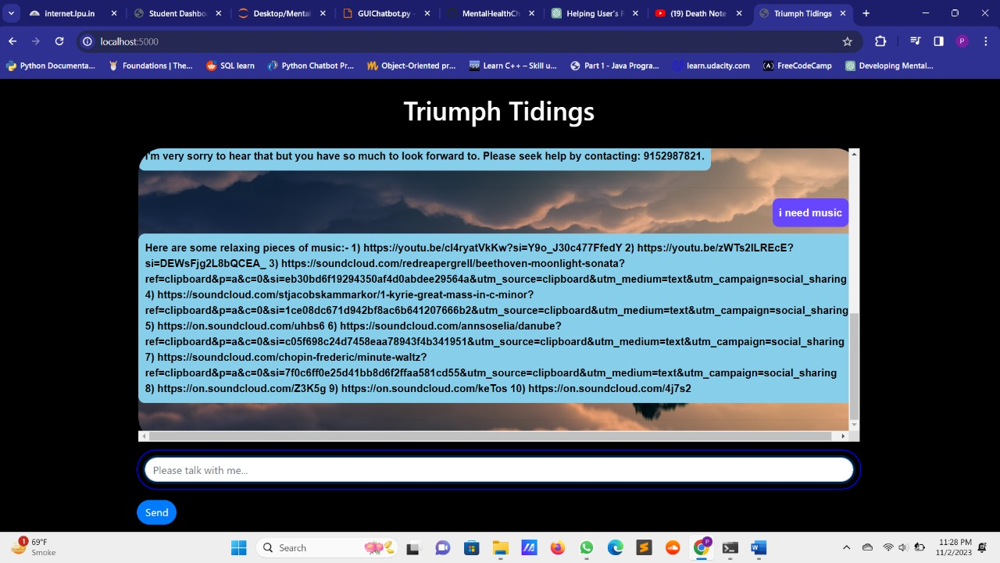 internet.lpu.in
Student Dashbo
Desktop/Mental
GUIChatbot.py -
MentalHealthCh
Helping User's F
(19) Death Note
Triumph Tidings
localhost:5000
P
Python Documenta...
Foundations | The...
SQL learn
Python Chatbot Pr...
Object-Oriented pr...
Learn C++ – Skill u...
Part 1 - Java Progra...
learn.udacity.com
FreeCodeCamp
Developing Mental...
Triumph Tidings
I'm very sorry to hear that but you have so much to look forward to. Please seek help by contacting: 9152987821.
i need music
Here are some relaxing pieces of music:- 1) https://youtu.be/cI4ryatVkKw?si=Y9o_J30c477FfedY 2) https://youtu.be/zWTs2ILREcE?
si=DEWsFjg2L8bQCEA_ 3) https://soundcloud.com/redreapergrell/beethoven-moonlight-sonata?
ref=clipboard&p=a&c=0&si=eb30bd6f19294350af4d0abdee29564a&utm_source=clipboard&utm_medium=text&utm_campaign=social_sharing
4) https://soundcloud.com/stjacobskammarkor/1-kyrie-great-mass-in-c-minor?
ref=clipboard&p=a&c=0&si=1ce08dc671d942bf8ac6b641207666b2&utm_source=clipboard&utm_medium=text&utm_campaign=social_sharing
5) https://on.soundcloud.com/uhbs6 6) https://soundcloud.com/annsoselia/danube?
ref=clipboard&p=a&c=0&si=c05f698c24d7458eaa78943f4b341951&utm_source=clipboard&utm_medium=text&utm_campaign=social_sharing
7) https://soundcloud.com/chopin-frederic/minute-waltz?
ref=clipboard&p=a&c=0&si=7f0c6ff0e25d41bb8d6f2ffaa581cd55&utm_source=clipboard&utm_medium=text&utm_campaign=social_sharing
8) https://on.soundcloud.com/Z3K5g 9) https://on.soundcloud.com/keTos 10) https://on.soundcloud.com/4j7s2
Please talk with me...
Send
1
69°F
Smoke
Search
P
11:28 PM
11/2/2023